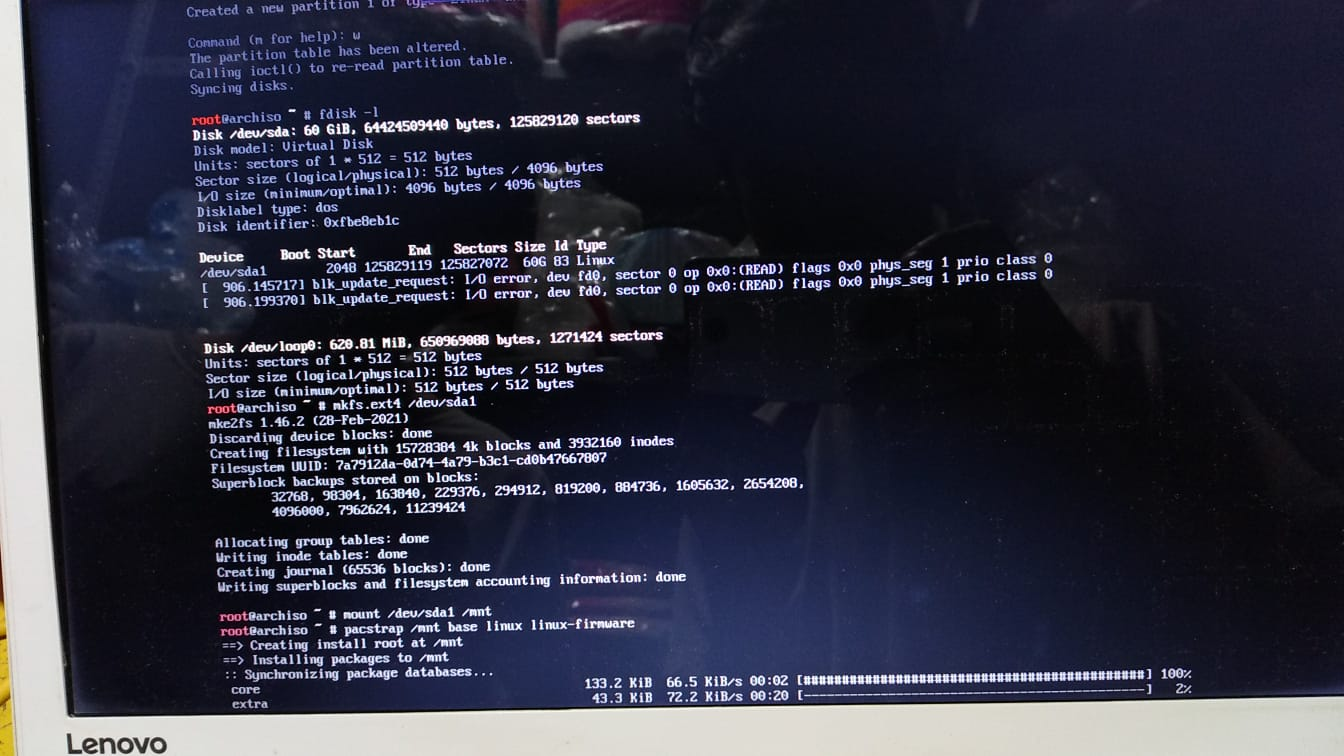 Created a new partition 1 of type
Command (m for help): w
The partition table has been altered.
Calling ioctl() to re-read partition table.
Syncing disks.
root@archiso ~ # fdisk -l
Disk /dev/sda: 60 GiB, 64424509440 bytes, 125829120 sectors
Disk model: Virtual Disk
Units: sectors of 1 * 512 = 512 bytes
Sector size (logical/physical): 512 bytes / 4096 bytes
I/O size (minimum/optimal): 4096 bytes / 4096 bytes
Disklabel type: dos
Disk identifier: 0xfbe8eb1c
Device     Boot Start       End   Sectors Size Id Type
/dev/sda1        2048 125829119 125827072  60G 83 Linux
[  906.145717] blk_update_request: I/O error, dev fd0, sector 0 op 0x0:(READ) flags 0x0 phys_seg 1 prio class 0
[  906.199370] blk_update_request: I/O error, dev fd0, sector 0 op 0x0:(READ) flags 0x0 phys_seg 1 prio class 0
Disk /dev/loop0: 620.81 MiB, 650969088 bytes, 1271424 sectors
Units: sectors of 1 * 512 = 512 bytes
Sector size (logical/physical): 512 bytes / 512 bytes
I/O size (minimum/optimal): 512 bytes / 512 bytes
root@archiso ~ # mkfs.ext4 /dev/sda1
mke2fs 1.46.2 (28-Feb-2021)
Discarding device blocks: done
Creating filesystem with 15728384 4k blocks and 3932160 inodes
Filesystem UUID: 7a7912da-0d74-4a79-b3c1-cd0b47667807
Superblock backups stored on blocks:
32768, 98304, 163840, 229376, 294912, 819200, 884736, 1605632, 2654208,
4096000, 7962624, 11239424
Allocating group tables: done
Writing inode tables: done
Creating journal (65536 blocks): done
Writing superblocks and filesystem accounting information: done
root@archiso ~ # mount /dev/sda1 /mnt
root@archiso ~ # pacstrap /mnt base linux linux-firmware
==> Creating install root at /mnt
==> Installing packages to /mnt
:: Synchronizing package databases...
core 133.2 KiB 66.5 KiB/s 00:02 [############################################] 100%
extra 43.3 KiB 72.2 KiB/s 00:20 [--------------------------------------------] 2%
Lenovo